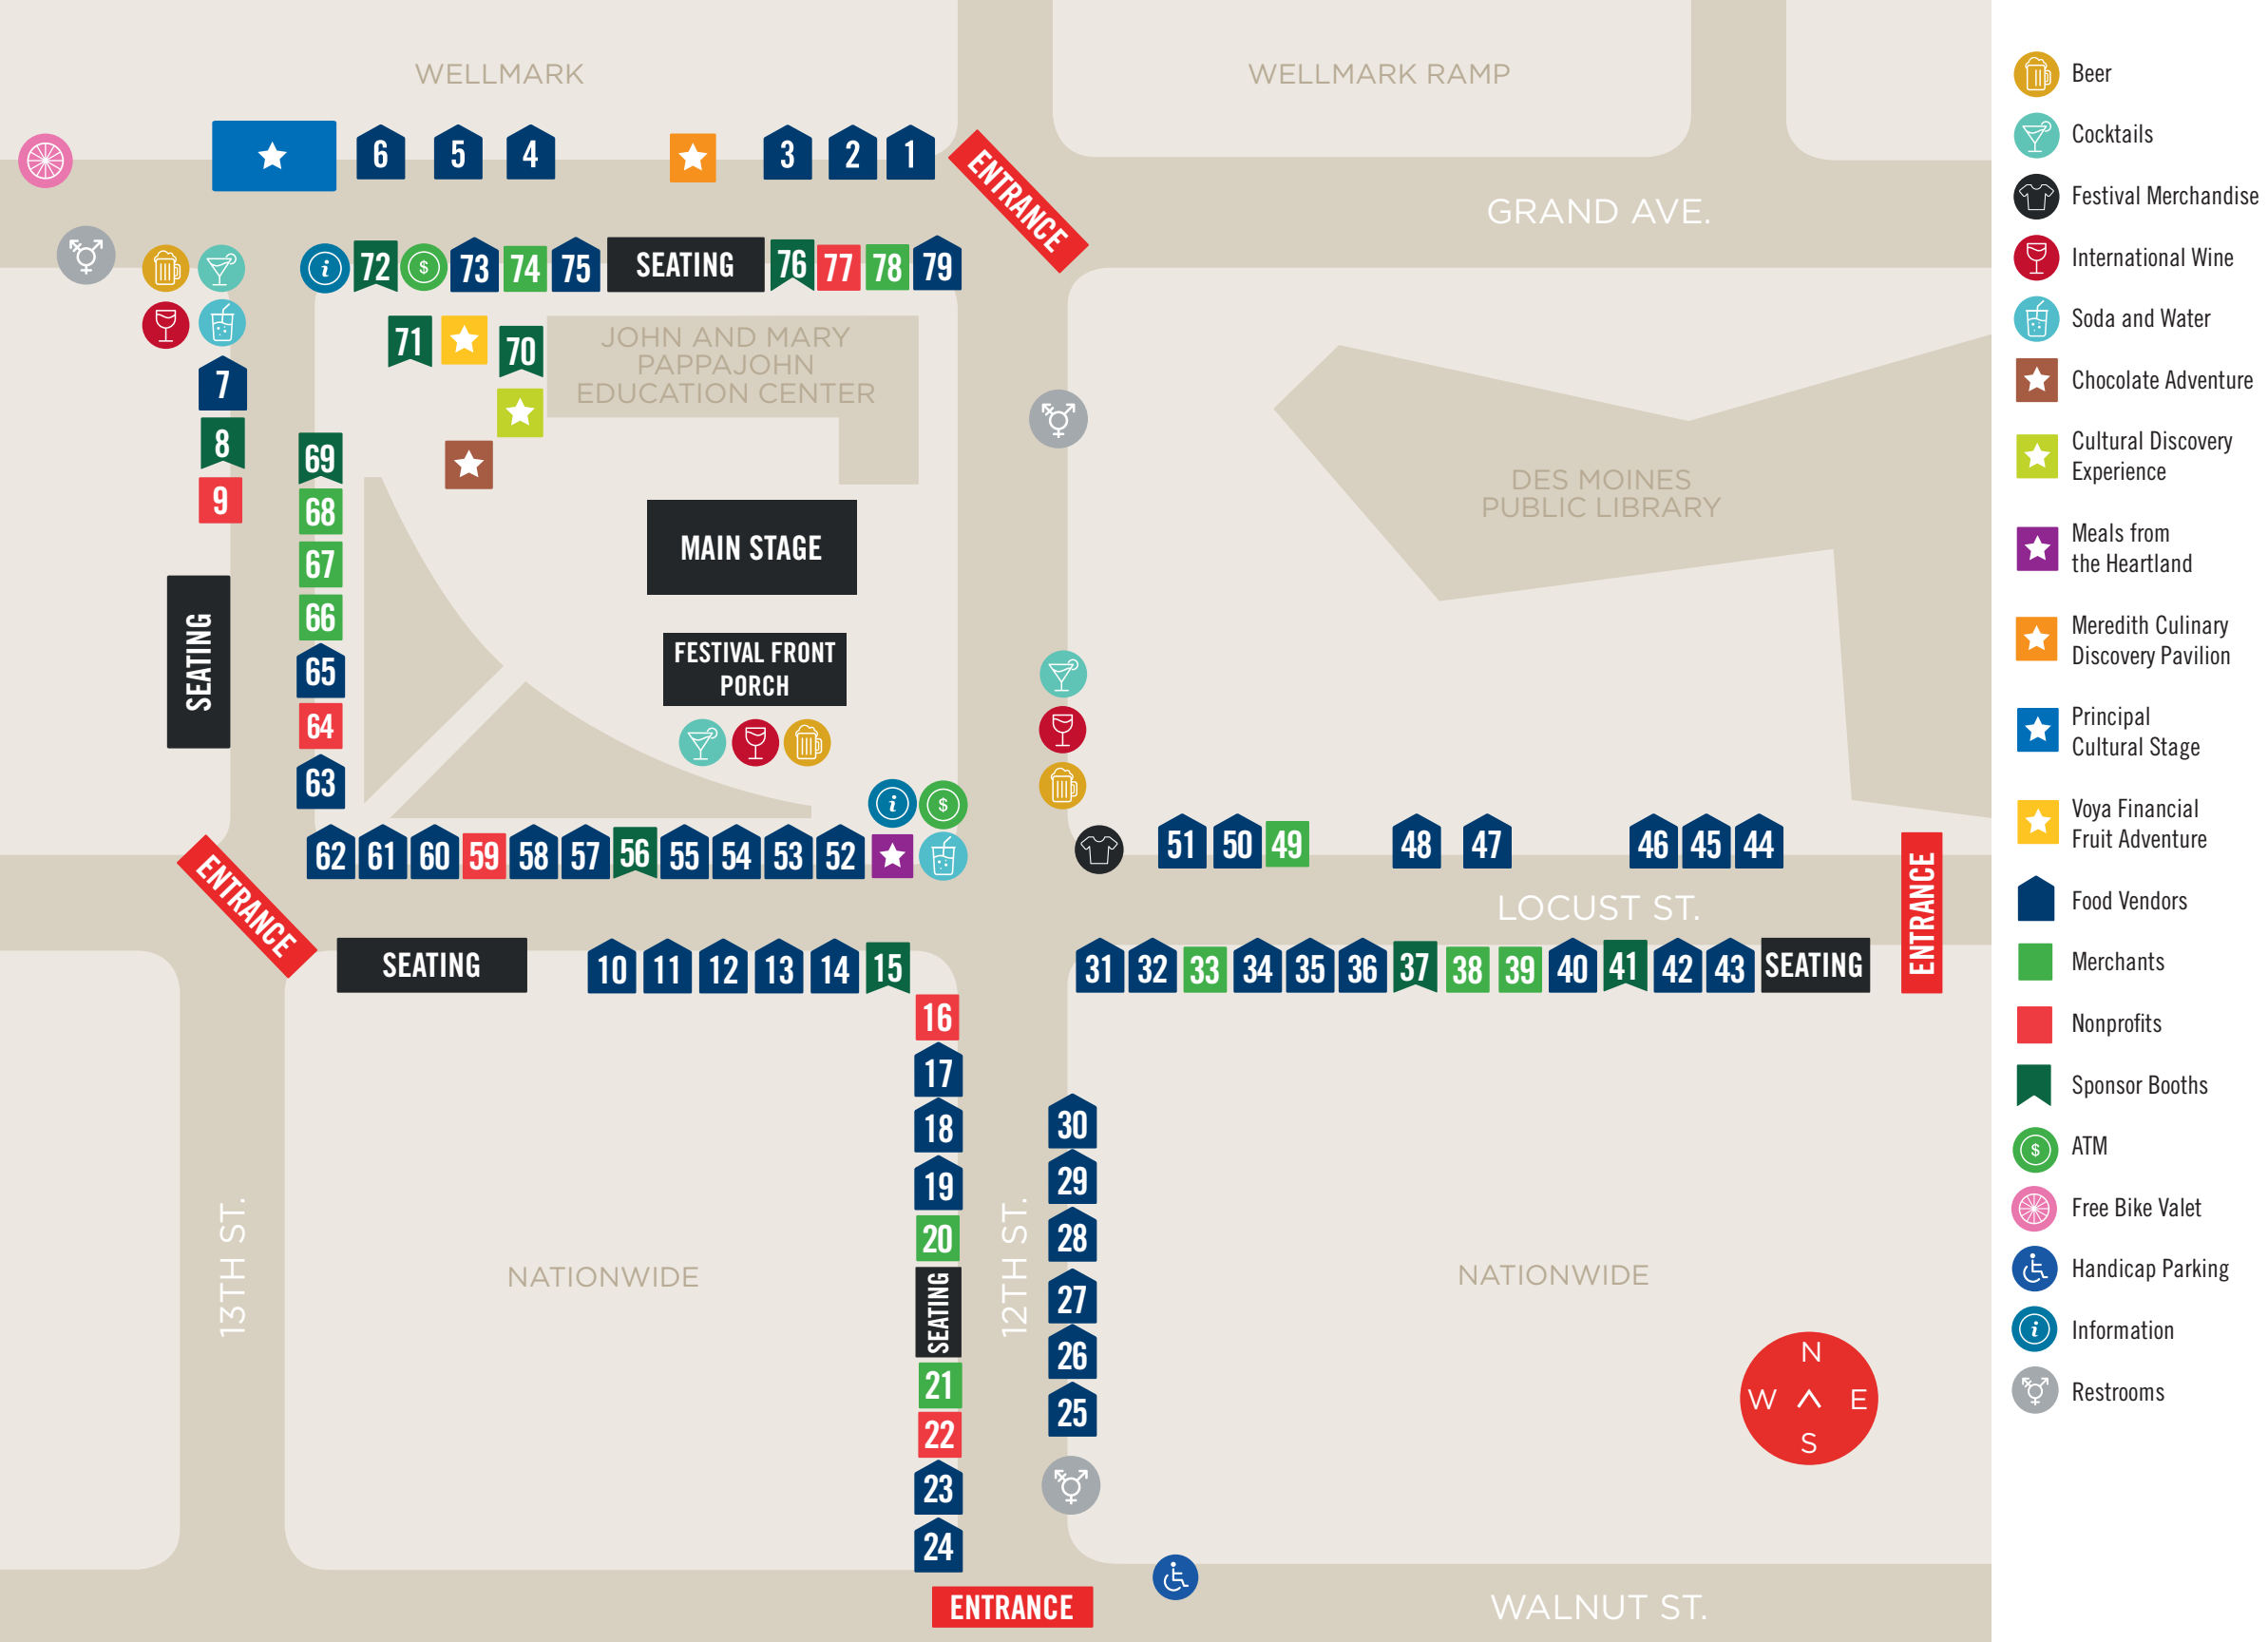 WELLMARK
WELLMARK RAMP
6
5
4
3
2
1
ENTRANCE
GRAND AVE.
i
72
$
73
74
75
SEATING
76
77
78
79
71
70
JOHN AND MARY
PAPPAJOHN
EDUCATION CENTER
7
8
9
69
68
67
66
65
64
63
SEATING
MAIN STAGE
FESTIVAL FRONT
PORCH
DES MOINES
PUBLIC LIBRARY
i
$
62
61
60
59
58
57
56
55
54
53
52
51
50
49
48
47
46
45
44
ENTRANCE
ENTRANCE
LOCUST ST.
SEATING
10
11
12
13
14
15
31
32
33
34
35
36
37
38
39
40
41
42
43
SEATING
16
17
18
19
20
SEATING
21
22
23
24
30
29
28
27
26
25
13TH ST.
12TH ST.
NATIONWIDE
NATIONWIDE
N
W
E
S
ENTRANCE
WALNUT ST.
Beer
Cocktails
Festival Merchandise
International Wine
Soda and Water
Chocolate Adventure
Cultural Discovery
Experience
Meals from
the Heartland
Meredith Culinary
Discovery Pavilion
Principal
Cultural Stage
Voya Financial
Fruit Adventure
Food Vendors
Merchants
Nonprofits
Sponsor Booths
$
ATM
Free Bike Valet
Handicap Parking
i
Information
Restrooms